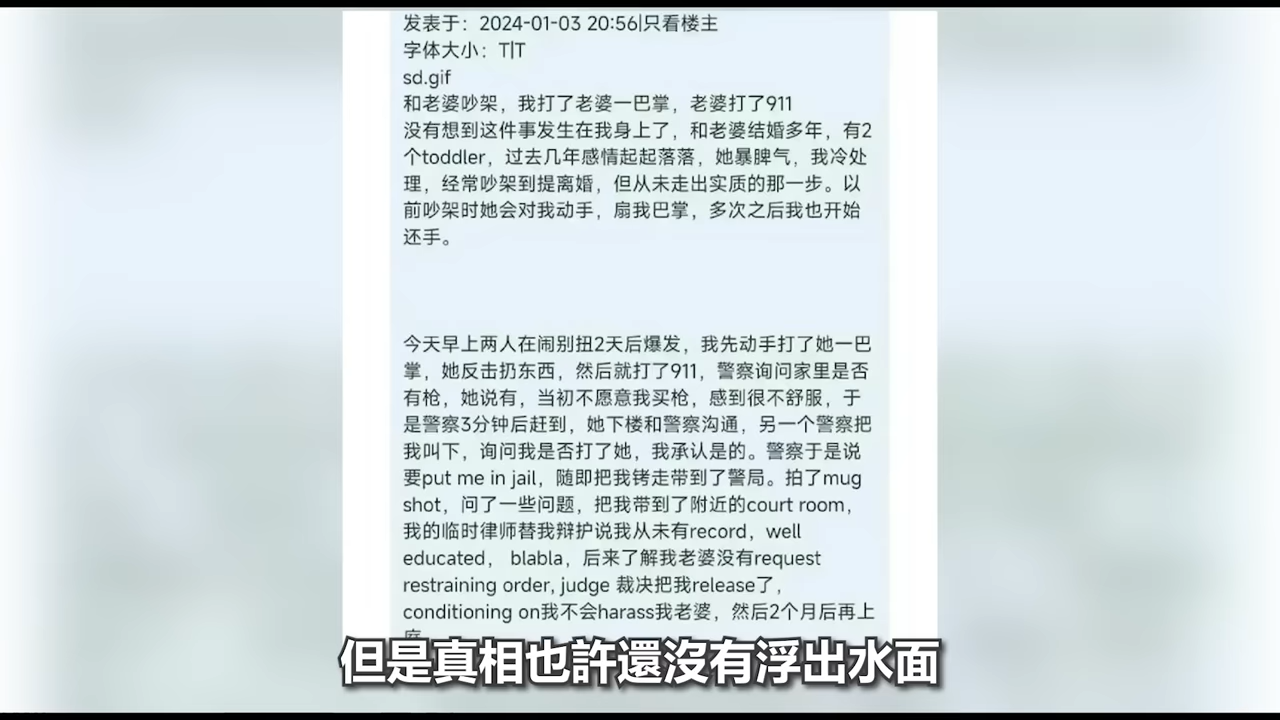 发表于：2024-01-03 20:56|只看楼主
字体大小：T|T
sd.gif
和老婆吵架，我打了老婆一巴掌，老婆打了911
没有想到这件事发生在我身上了，和老婆结婚多年，有2
个toddler，过去几年感情起起落落，她暴脾气，我冷处
理，经常吵架到提离婚，但从未走出实质的那一步。以
前吵架时她会对我动手，扇我巴掌，多次之后我也开始
还手。
今天早上两人在闹别扭2天后爆发，我先动手打了她一巴
掌，她反击扔东西，然后就打了911，警察询问家里是否
有枪，她说有，当初不愿意我买枪，感到很不舒服，于
是警察3分钟后赶到，她下楼和警察沟通，另一个警察把
我叫下，询问我是否打了她，我承认是的。警察于是说
要put me in jail，随即把我铐走带到了警局。拍了mug
shot，问了一些问题，把我带到了附近的court room，
我的临时律师替我辩护说我从未有record，well
educated， blabla，后来了解我老婆没有request
restraining order, judge 裁决把我release了，
conditioning on我不会harass我老婆，然后2个月后再上
但是真相也許還沒有浮出水面